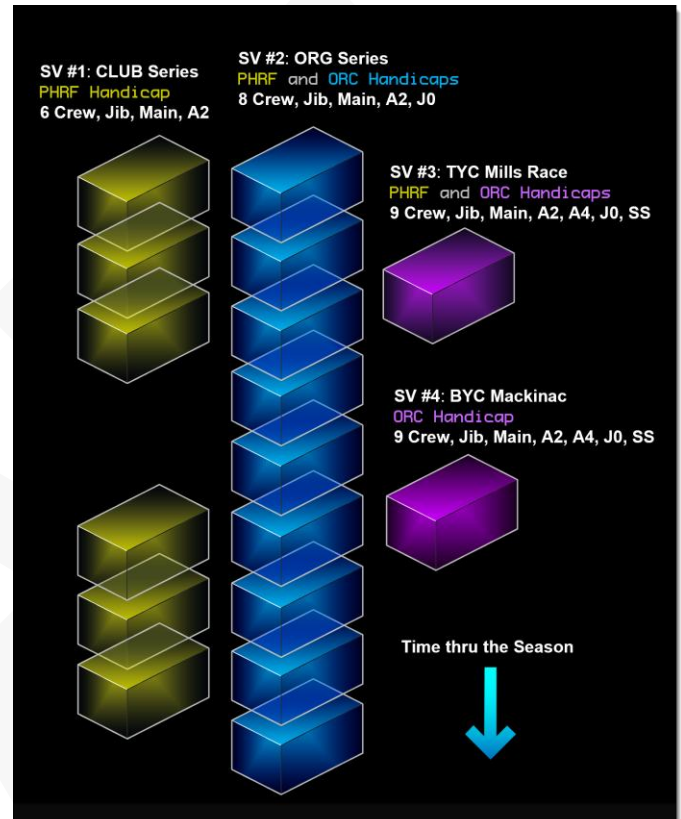 SV #1: CLUB Series
PHRF Handicap
6 Crew, Jib, Main, A2
SV #2: ORG Series
PHRF and ORC Handicaps
8 Crew, Jib, Main, A2, J0
SV #3: TYC Mills Race
PHRF and ORC Handicaps
9 Crew, Jib, Main, A2, A4, J0, SS
SV #4: BYC Mackinac
ORC Handicap
9 Crew, Jib, Main, A2, A4, J0, SS
Time thru the Season